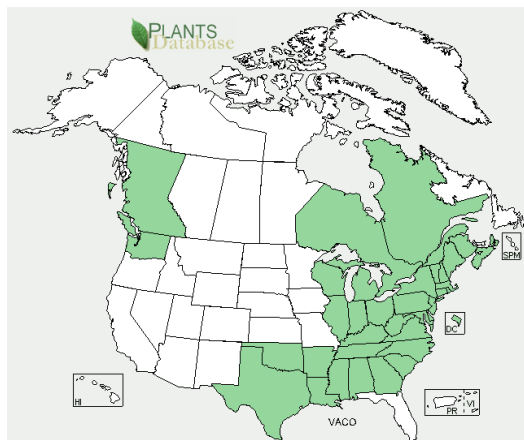 PLANTS
Database
SPM
DC
HI
PR VI
VACO